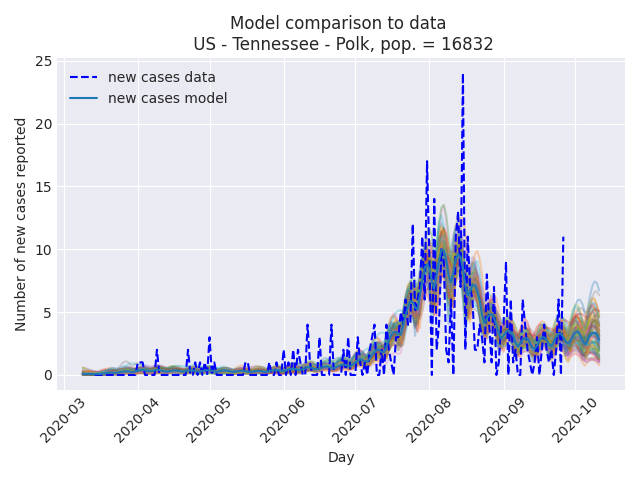 Model comparison to data
US - Tennessee - Polk, pop. = 16832
new cases data
new cases model
Number of new cases reported
25
20
15
10
5
0
2020-03
2020-04
2020-05
2020-06
2020-07
2020-08
2020-09
2020-10
Day